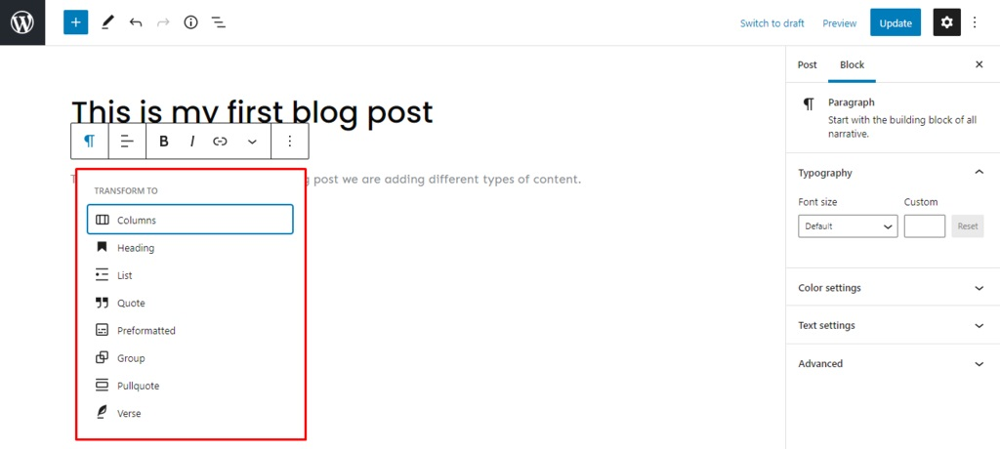 Switch to draft Preview Update
This is my first blog post
B I
post we are adding different types of content.
TRANSFORM TO
Columns
Heading
List
Quote
Preformatted
Group
Pullquote
Verse
Post Block
Paragraph
Start with the building block of all
narrative.
Typography
Font size Custom
Default Reset
Color settings
Text settings
Advanced